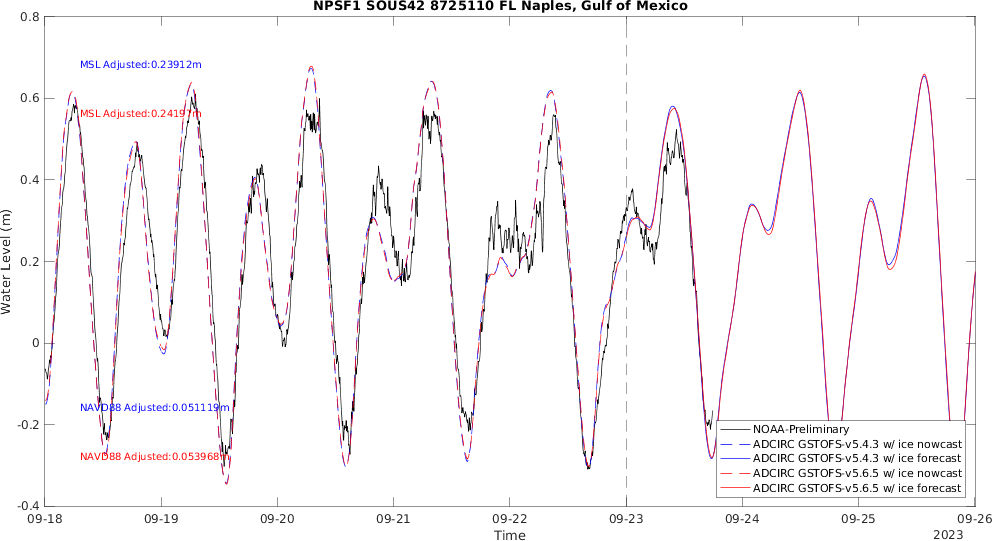 NPSF1 SOUS42 8725110 FL Naples, Gulf of Mexico
0.8
0.6
0.4
0.2
0
-0.2
-0.4
Water Level (m)
MSL Adjusted:0.23912m
MSL Adjusted:0.24197m
NAVD88 Adjusted:0.051119m
NAVD88 Adjusted:0.053968m
NOAA-Preliminary
ADCIRC GSTOFS-v5.4.3 w/ ice nowcast
ADCIRC GSTOFS-v5.4.3 w/ ice forecast
ADCIRC GSTOFS-v5.6.5 w/ ice nowcast
ADCIRC GSTOFS-v5.6.5 w/ ice forecast
09-18 09-19 09-20 09-21 09-22 09-23 09-24 09-25 09-26
Time
2023